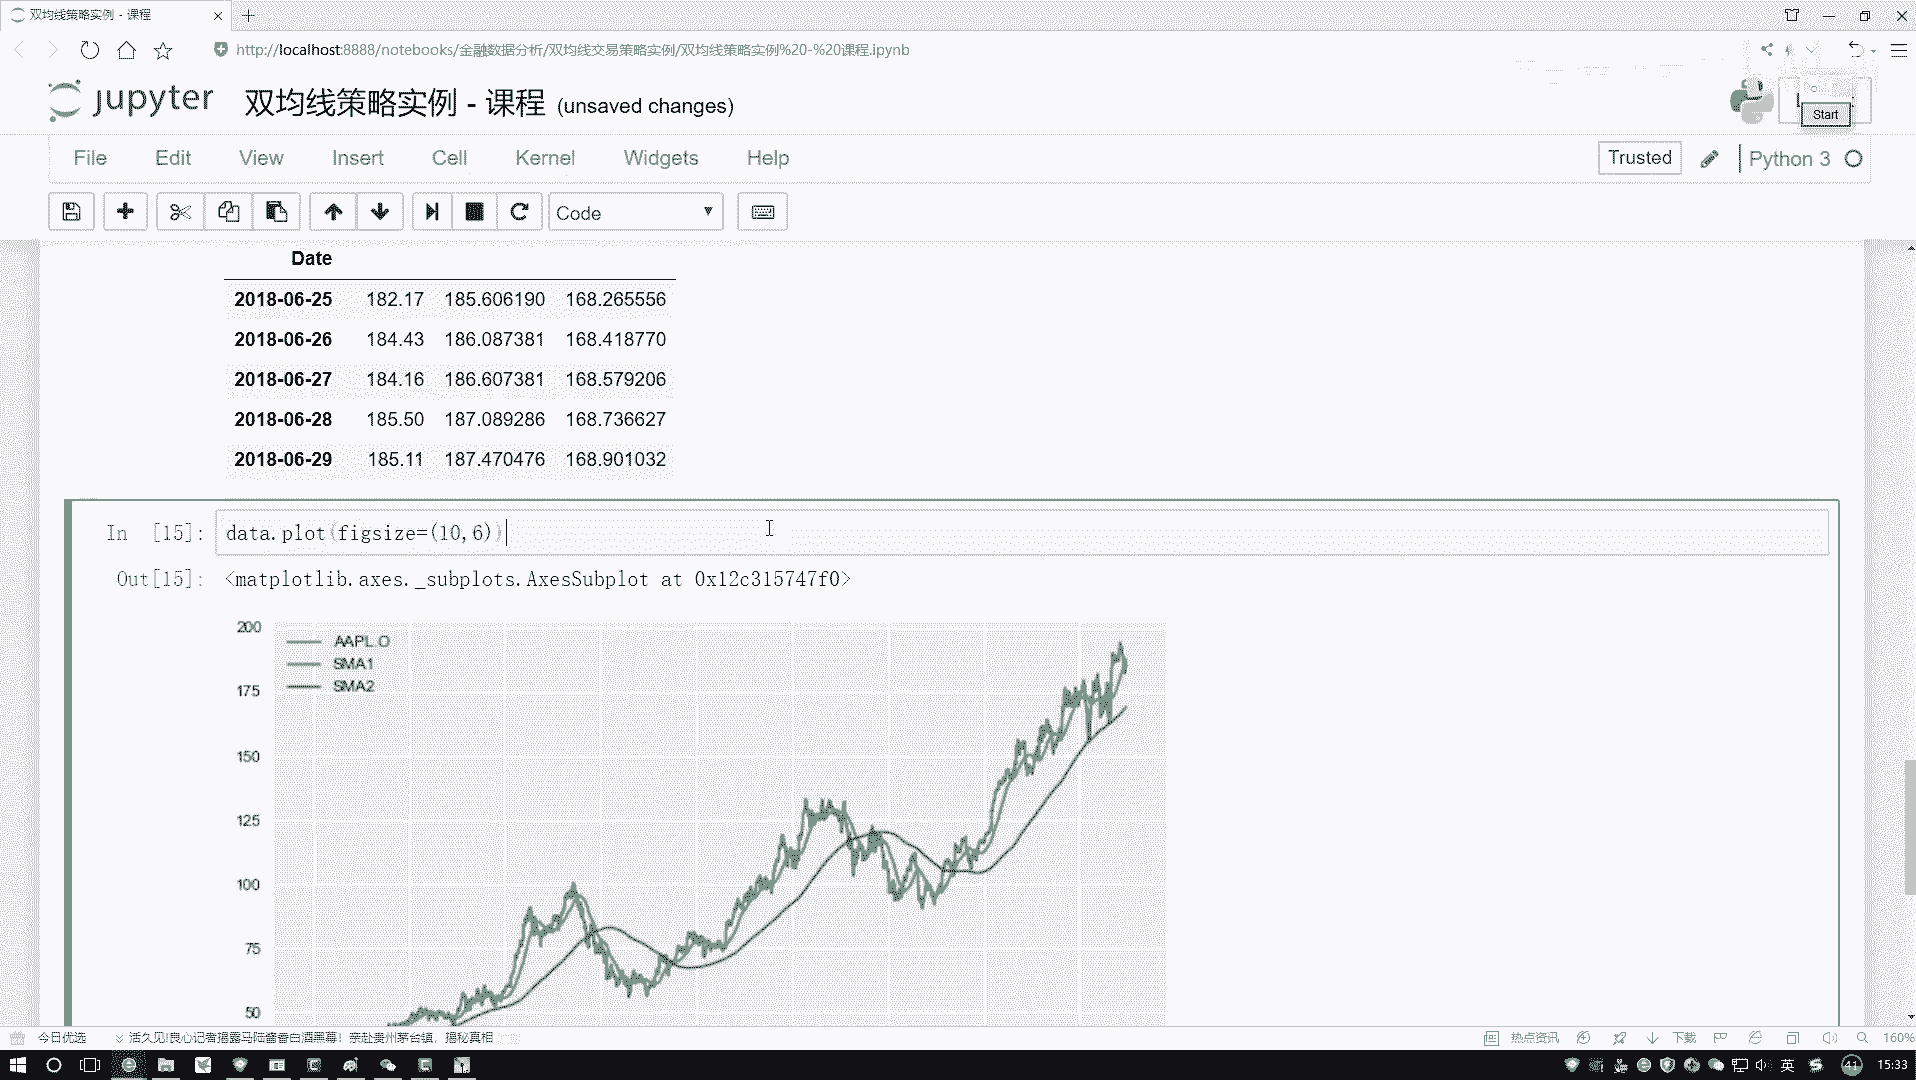 双均线策略实例 - 课程
http://localhost:8888/notebooks/金融数据分析/双均线交易策略实例/双均线策略实例%20-%20课程.ipynb
jupyter 双均线策略实例 - 课程 (unsaved changes)
Start
File Edit View Insert Cell Kernel Widgets Help
Trusted Python 3
Code
Date
2018-06-25 182.17 185.606190 168.265556
2018-06-26 184.43 186.087381 168.418770
2018-06-27 184.16 186.607381 168.579206
2018-06-28 185.50 187.089286 168.736627
2018-06-29 185.11 187.470476 168.901032
In [15]: data.plot(figsize=(10,6))
Out[15]: <matplotlib.axes._subplots.AxesSubplot at 0x12c315747f0>
200
AAPL.O
SMA1
SMA2
175
150
125
100
75
50
今日优选 活久见!良心记者揭露马陆酱香白酒黑幕! 亲赴贵州茅台镇, 揭秘真相
热点资讯 下载 160%
英 41 15:33